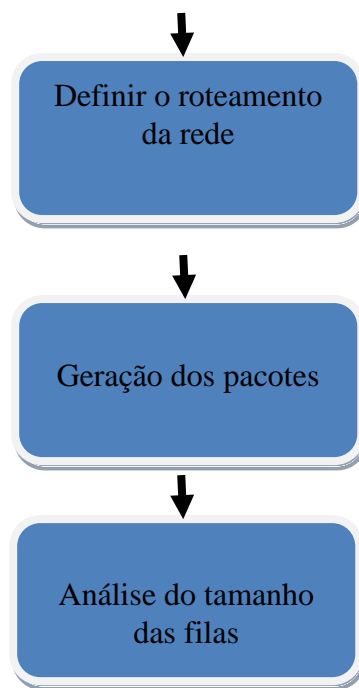 Definir o roteamento
da rede
Geração dos pacotes
Análise do tamanho
das filas